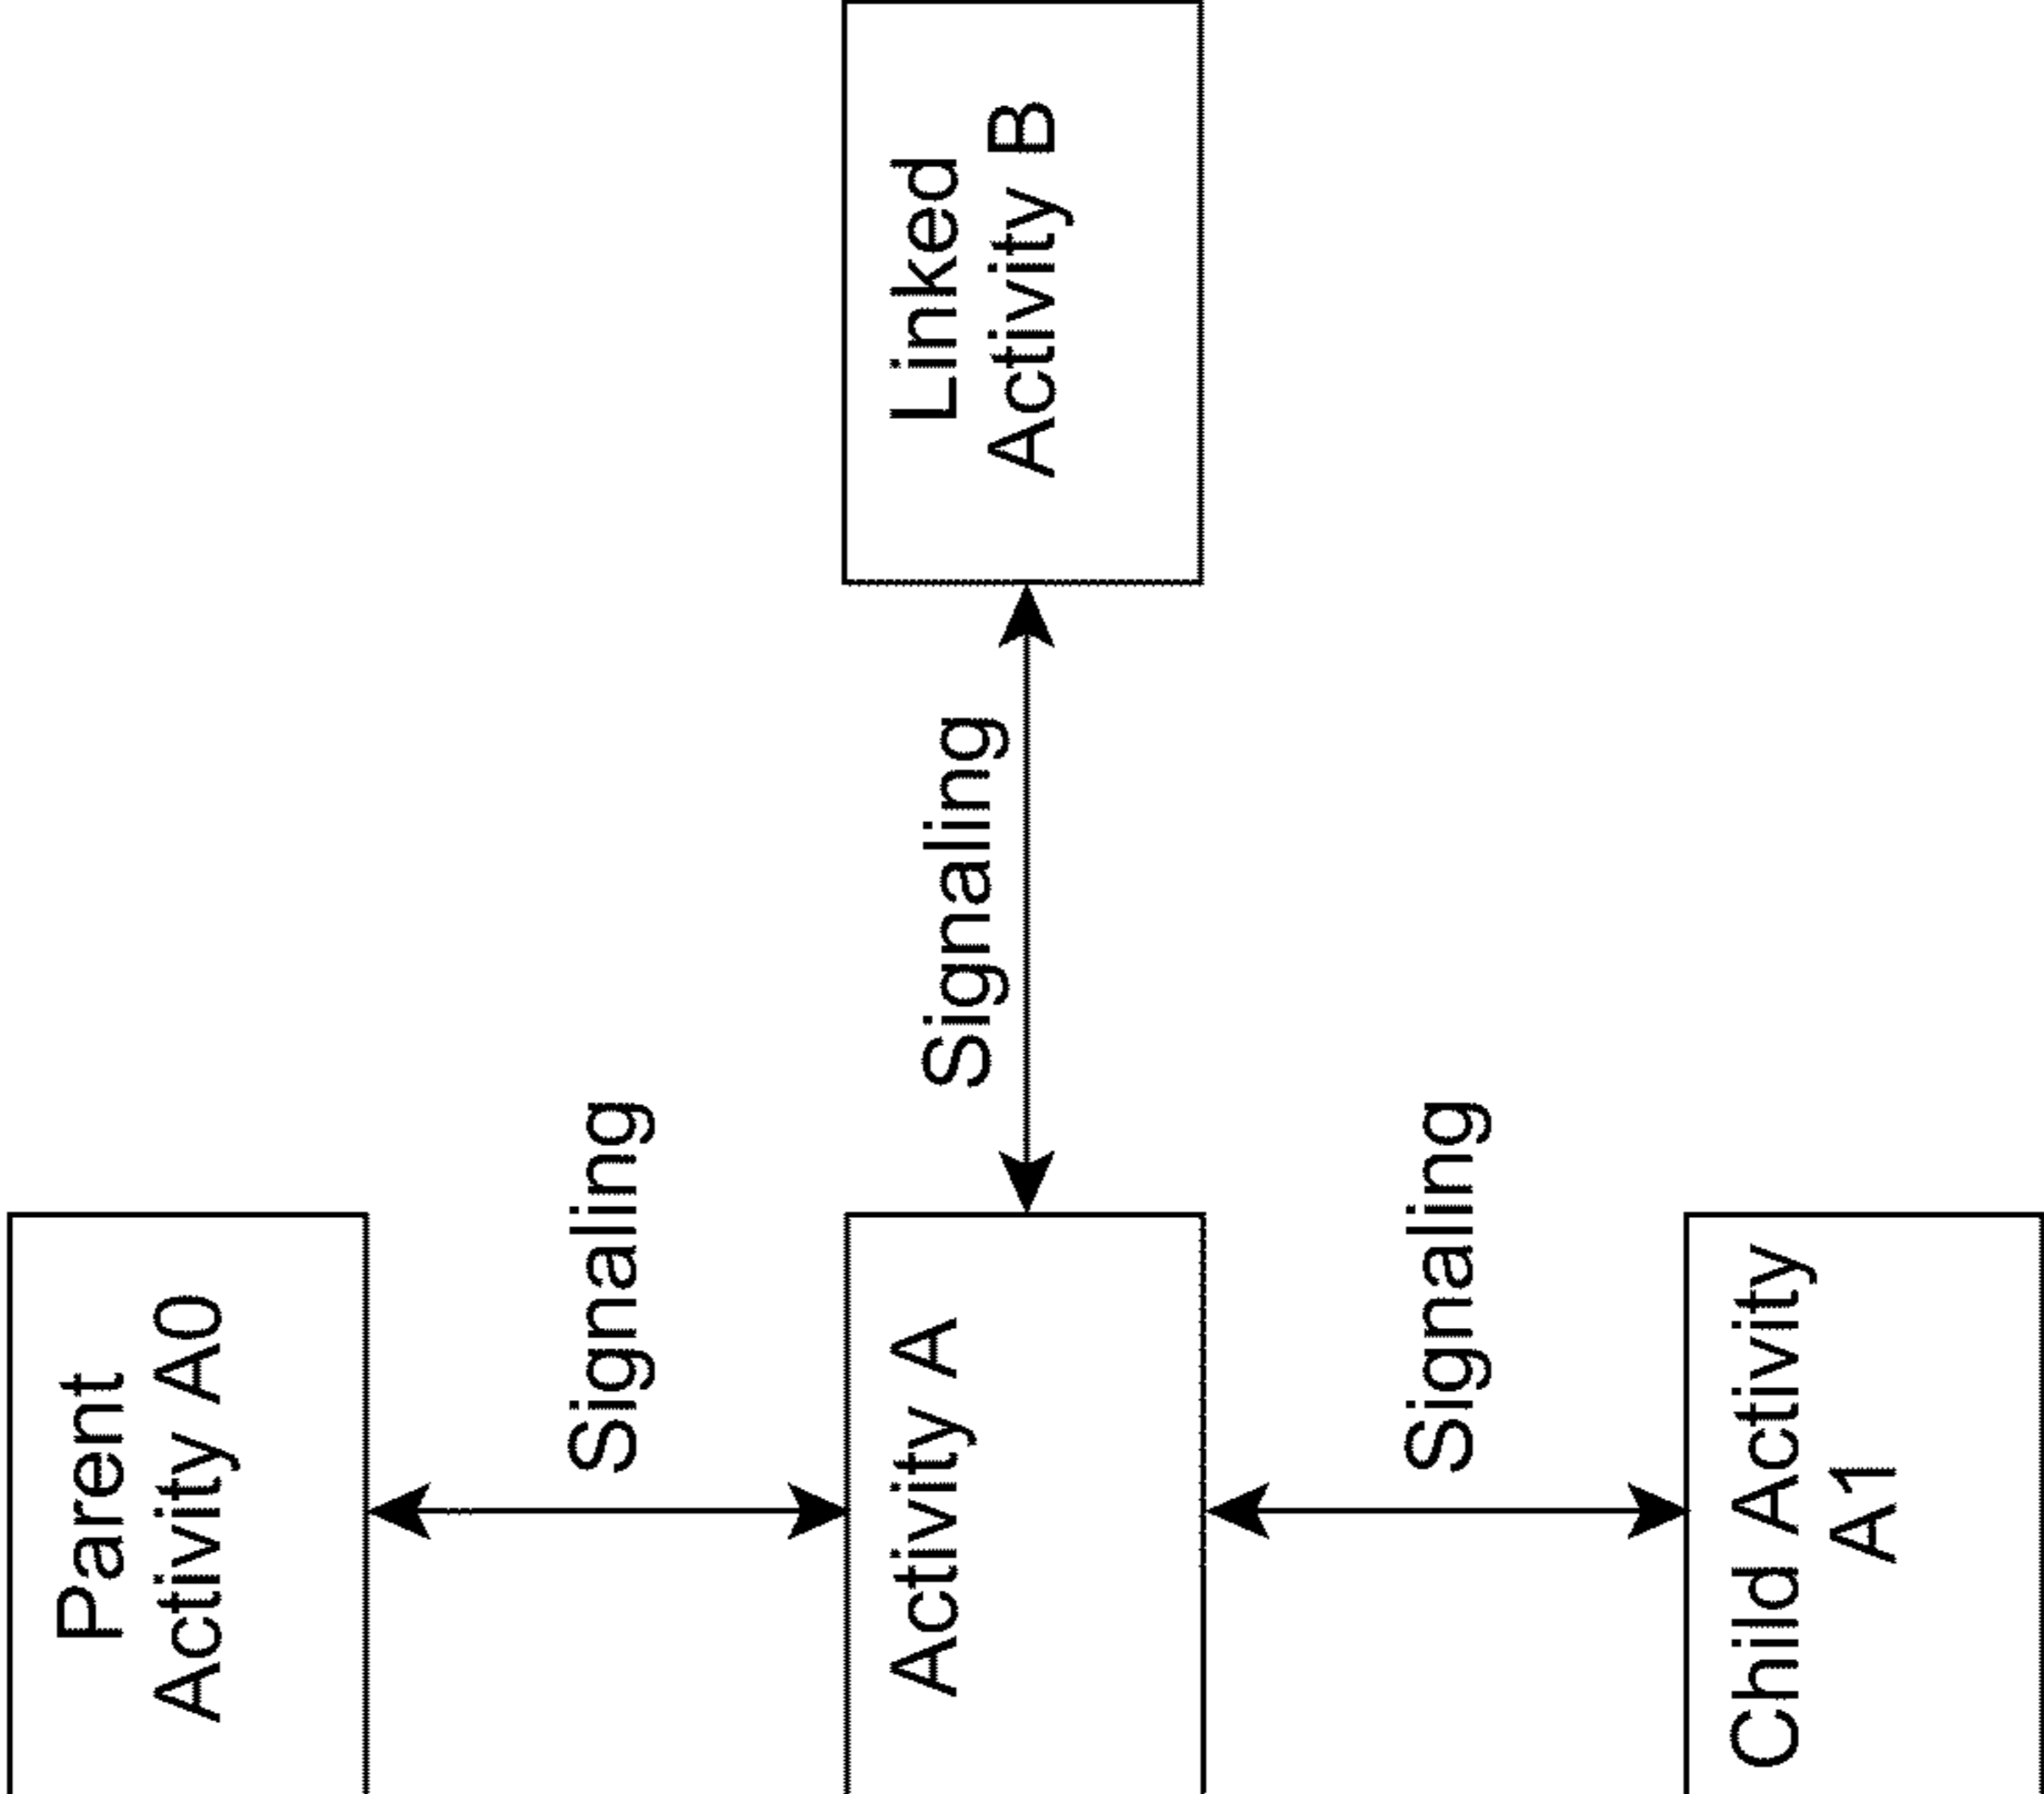 Parent
Activity A0
Signaling
Activity A
Signaling
Linked
Activity B
Signaling
Child Activity
A1